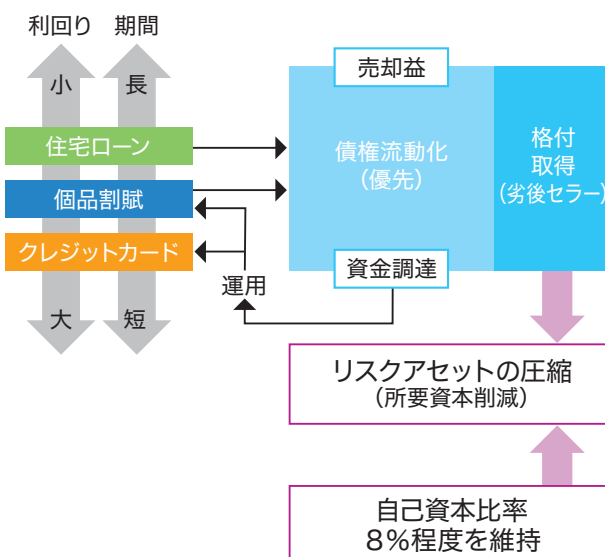 利回り 期間
小 長
売却益
住宅ローン
債権流動化
(優先)
格付
取得
(劣後セラー)
個品割賦
クレジットカード
運用
資金調達
大 短
リスクアセットの圧縮
(所要資本削減)
自己資本比率
8%程度を維持